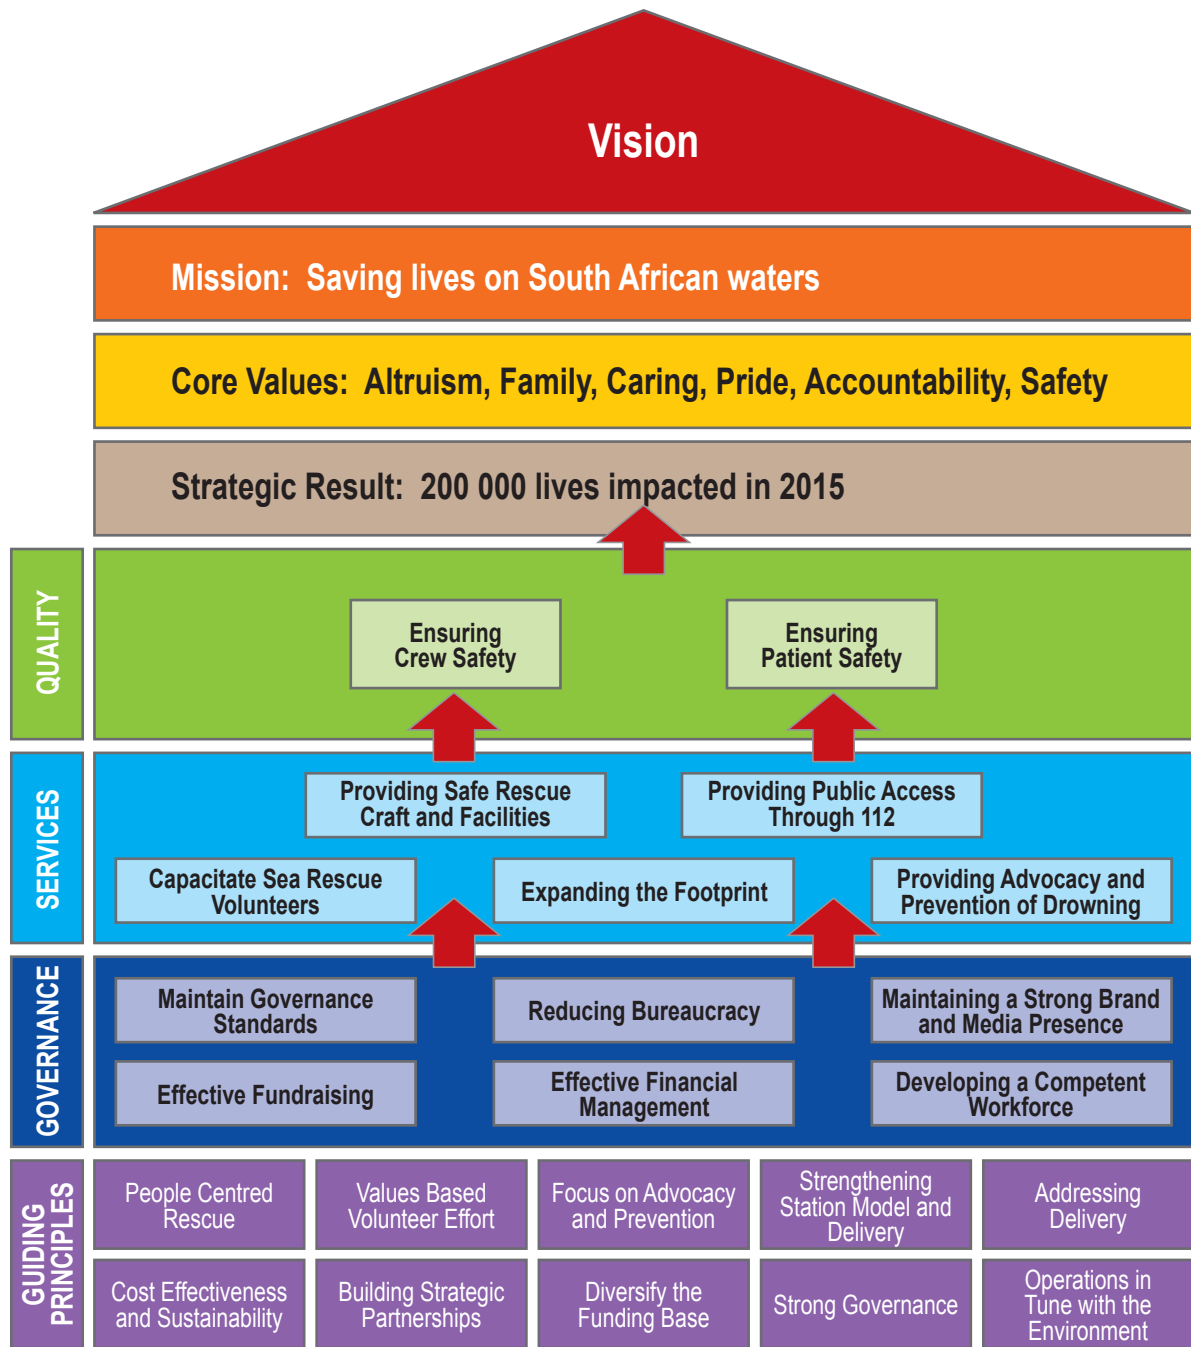 Vision
Mission: Saving lives on South African waters
Core Values: Altruism, Family, Caring, Pride, Accountability, Safety
Strategic Result: 200 000 lives impacted in 2015
QUALITY
Ensuring
Crew Safety
Ensuring
Patient Safety
SERVICES
Providing Safe Rescue
Craft and Facilities
Providing Public Access
Through 112
Capacitate Sea Rescue
Volunteers
Expanding the Footprint
Providing Advocacy and
Prevention of Drowning
GOVERNANCE
Maintain Governance
Standards
Reducing Bureaucracy
Maintaining a Strong Brand
and Media Presence
Effective Fundraising
Effective Financial
Management
Developing a Competent
Workforce
GUIDING
PRINCIPLES
People Centred
Rescue
Values Based
Volunteer Effort
Focus on Advocacy
and Prevention
Strengthening
Station Model and
Delivery
Addressing
Delivery
Cost Effectiveness
and Sustainability
Building Strategic
Partnerships
Diversify the
Funding Base
Strong Governance
Operations in
Tune with the
Environment